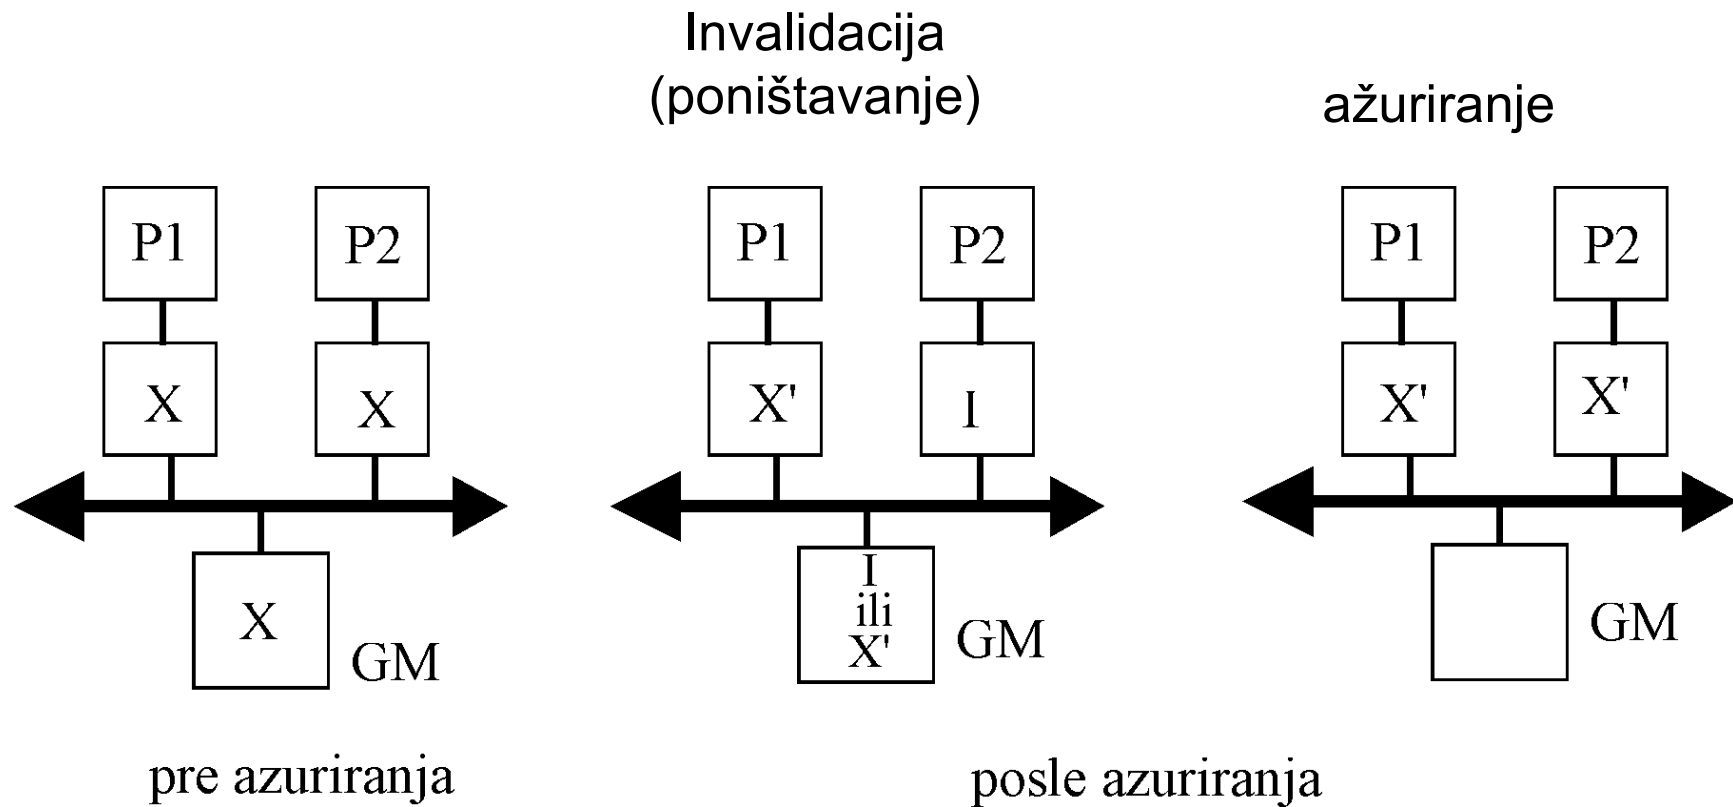 Invalidacija
(poništavanje)
ažuriranje
P1
P2
P1
P2
P1
P2
X
X
X'
I
X'
X'
X
GM
I
ili
X'
GM
GM
pre azuriranja
posle azuriranja